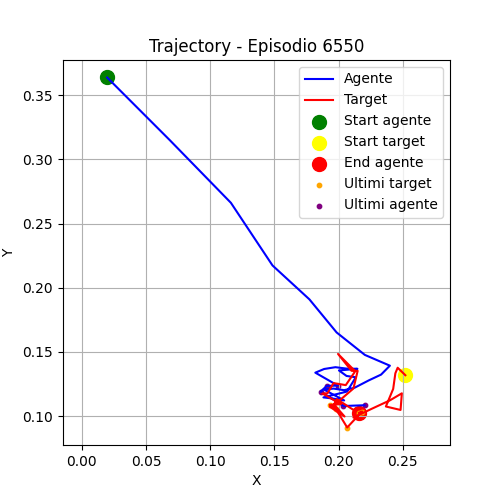 Trajectory - Episodio 6550
Agente
Target
Start agente
Start target
End agente
Ultimi target
Ultimi agente
0.35
0.30
0.25
0.20
0.15
0.10
Y
0.00 0.05 0.10 0.15 0.20 0.25
X